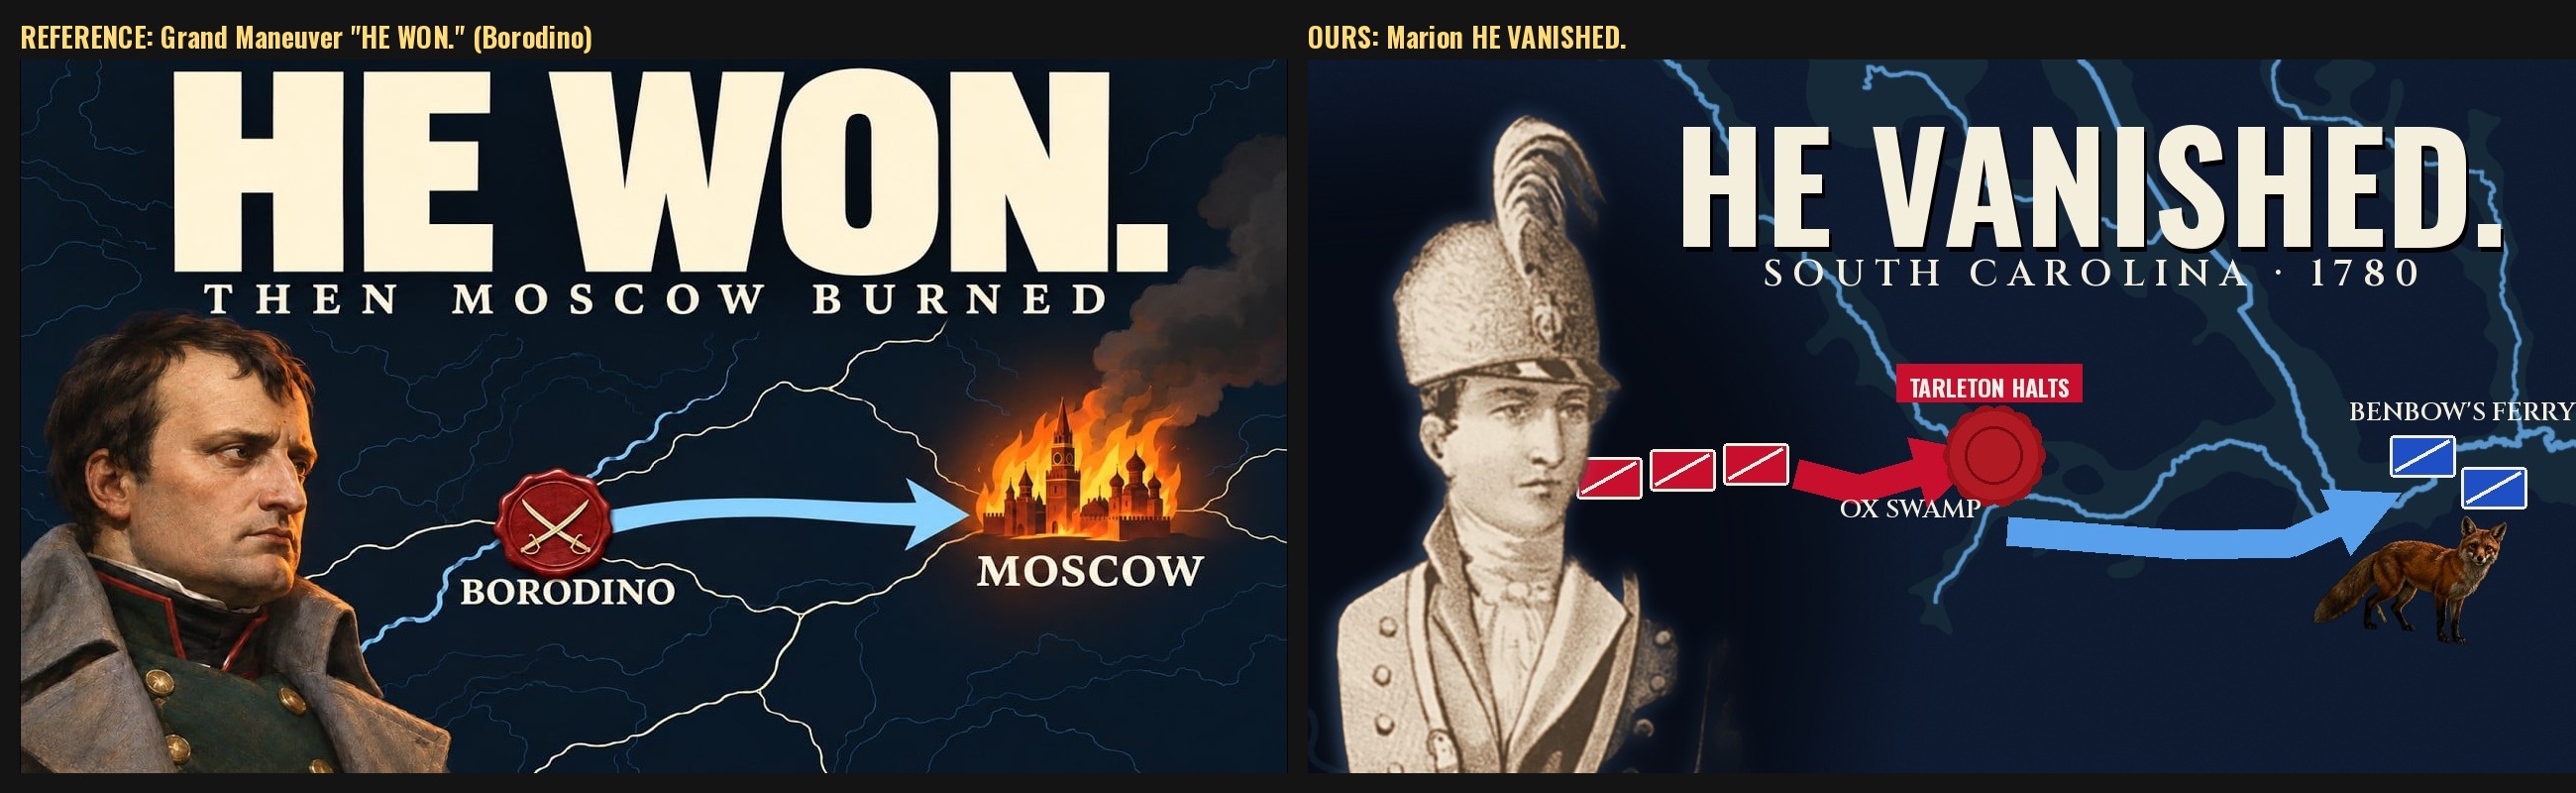 REFERENCE: Grand Maneuver "HE WON." (Borodino)
HE WON.
THEN MOSCOW BURNED
BORODINO
MOSCOW
OURS: Marion HE VANISHED.
HE VANISHED.
SOUTH CAROLINA · 1780
TARLETON HALTS
BENBOW'S FERRY
OX SWAMP